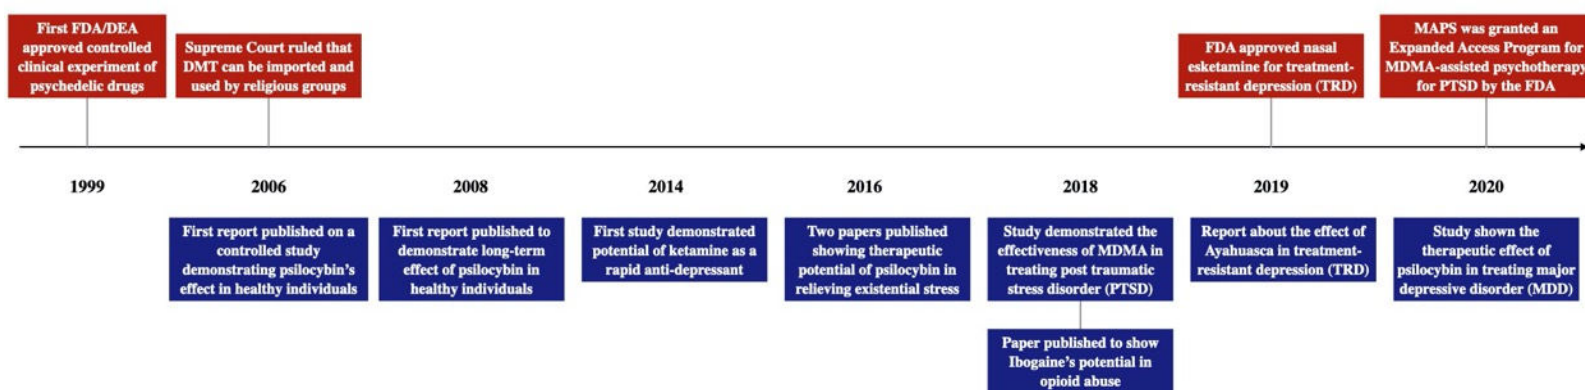 First FDA/DEA
approved controlled
clinical experiment of
psychedelic drugs
Supreme Court ruled that
DMT can be imported and
used by religious groups
FDA approved nasal
esketamine for treatment-
resistant depression (TRD)
MAPS was granted an
Expanded Access Program for
MDMA-assisted psychotherapy
for PTSD by the FDA
1999
2006
2008
2014
2016
2018
2019
2020
First report published on a
controlled study
demonstrating psilocybin's
effect in healthy individuals
First report published to
demonstrate long-term
effect of psilocybin in
healthy individuals
First study demonstrated
potential of ketamine as a
rapid anti-depressant
Two papers published
showing therapeutic
potential of psilocybin in
relieving existential stress
Study demonstrated the
effectiveness of MDMA in
treating post traumatic
stress disorder (PTSD)
Paper published to show
Ibogaine's potential in
opioid abuse
Report about the effect of
Ayahuasca in treatment-
resistant depression (TRD)
Study shown the
therapeutic effect of
psilocybin in treating major
depressive disorder (MDD)